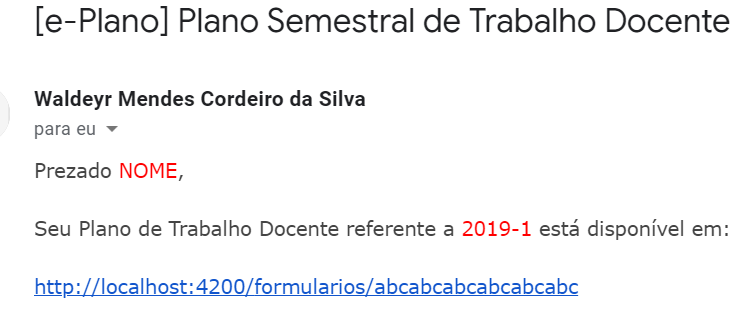 [e-Plano] Plano Semestral de Trabalho Docente
Waldeyr Mendes Cordeiro da Silva
para eu
Prezado NOME,
Seu Plano de Trabalho Docente referente a 2019-1 está disponível em:
http://localhost:4200/formularios/abcabcabcabcabcabc